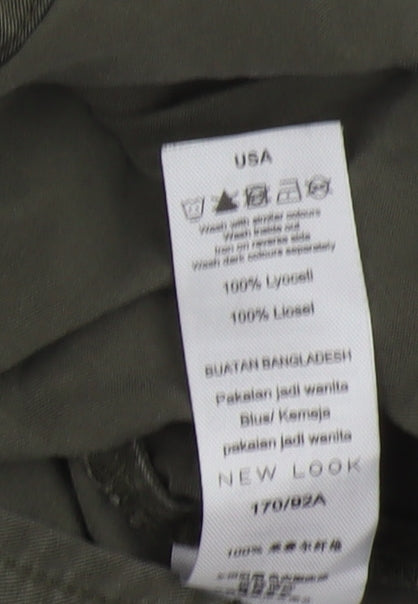 USA
Wash with similar colours
Wash inside out
Iron on reverse side
Wash dark colours separately
100% Lyocell
100% Liosel
BUATAN BANGLADESH
Pakaian jadi wanita
Blus/ Kemeja
pakaian jadi wanita
NEW LOOK
170/92A
100%